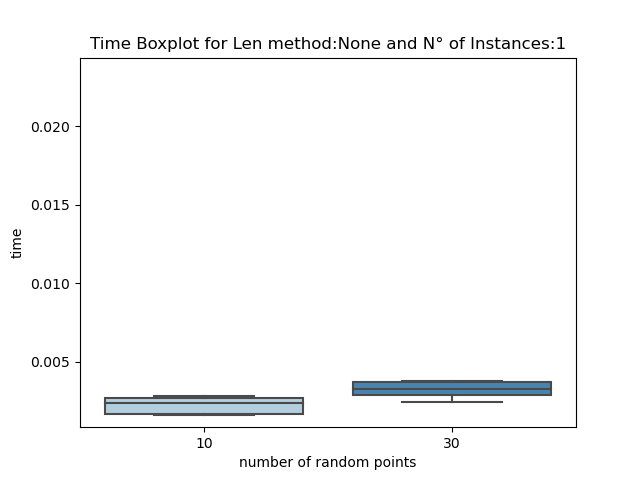 Time Boxplot for Len method:None and N° of Instances:1
0.020
0.015
0.010
0.005
time
10
30
number of random points